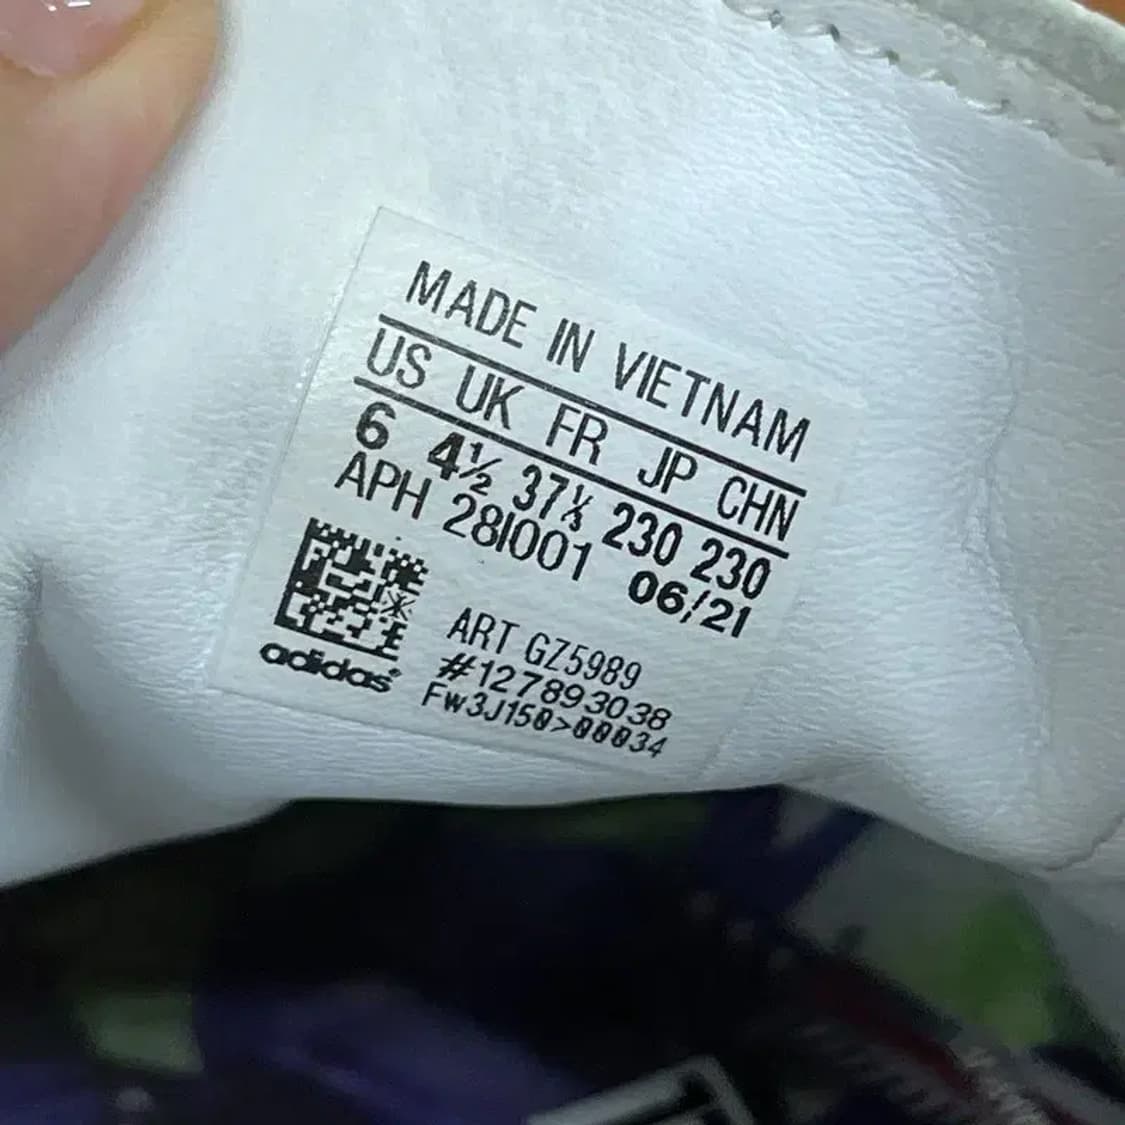 MADE IN VIETNAM
US UK FR JP CHN
6 4½ 37⅓ 230 230
APH 28I001 06/21
ART GZ5989
#127893038
FW3J150>00034
adidas